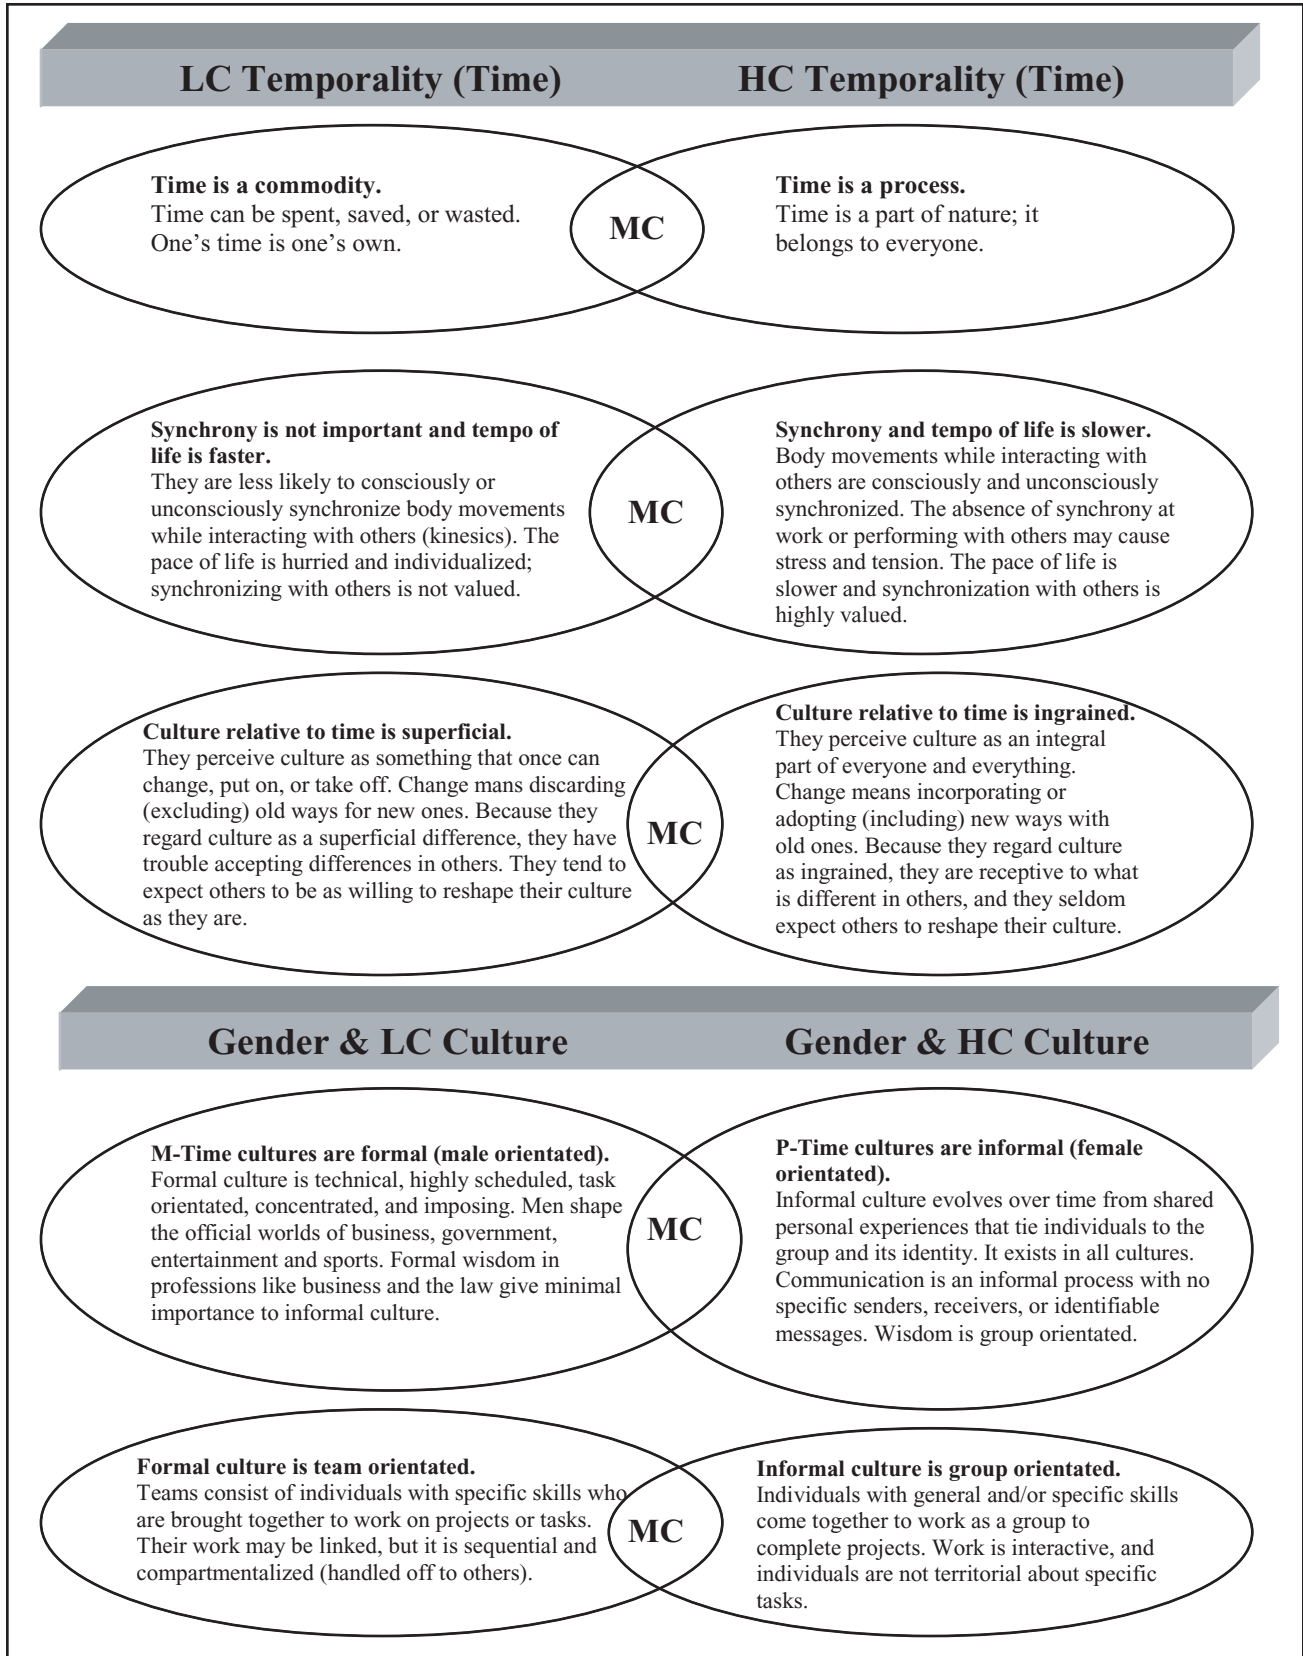 LC Temporality (Time)
HC Temporality (Time)
Time is a commodity.
Time can be spent, saved, or wasted.
One’s time is one’s own.
MC
Time is a process.
Time is a part of nature; it
belongs to everyone.
Synchrony is not important and tempo of
life is faster.
They are less likely to consciously or
unconsciously synchronize body movements
while interacting with others (kinesics). The
pace of life is hurried and individualized;
synchronizing with others is not valued.
MC
Synchrony and tempo of life is slower.
Body movements while interacting with
others are consciously and unconsciously
synchronized. The absence of synchrony at
work or performing with others may cause
stress and tension. The pace of life is
slower and synchronization with others is
highly valued.
Culture relative to time is superficial.
They perceive culture as something that once can
change, put on, or take off. Change mans discarding
(excluding) old ways for new ones. Because they
regard culture as a superficial difference, they have
trouble accepting differences in others. They tend to
expect others to be as willing to reshape their culture
as they are.
MC
Culture relative to time is ingrained.
They perceive culture as an integral
part of everyone and everything.
Change means incorporating or
adopting (including) new ways with
old ones. Because they regard culture
as ingrained, they are receptive to what
is different in others, and they seldom
expect others to reshape their culture.
Gender & LC Culture
Gender & HC Culture
M-Time cultures are formal (male orientated).
Formal culture is technical, highly scheduled, task
orientated, concentrated, and imposing. Men shape
the official worlds of business, government,
entertainment and sports. Formal wisdom in
professions like business and the law give minimal
importance to informal culture.
MC
P-Time cultures are informal (female
orientated).
Informal culture evolves over time from shared
personal experiences that tie individuals to the
group and its identity. It exists in all cultures.
Communication is an informal process with no
specific senders, receivers, or identifiable
messages. Wisdom is group orientated.
Formal culture is team orientated.
Teams consist of individuals with specific skills who
are brought together to work on projects or tasks.
Their work may be linked, but it is sequential and
compartmentalized (handled off to others).
MC
Informal culture is group orientated.
Individuals with general and/or specific skills
come together to work as a group to
complete projects. Work is interactive, and
individuals are not territorial about specific
tasks.